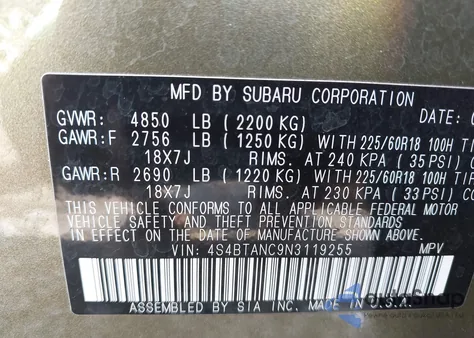 MFD BY SUBARU CORPORATION
GVWR: 4850 LB (2200 KG) DATE:
GAWR:F 2756 LB (1250 KG) WITH 225/60R18 100H
18X7J RIMS. AT 240 KPA (35 PSI)
GAWR:R 2690 LB (1220 KG) WITH 225/60R18 100H
18X7J RIMS. AT 230 KPA (33 PSI)
THIS VEHICLE CONFORMS TO ALL APPLICABLE FEDERAL MOTOR
VEHICLE SAFETY AND THEFT PREVENTION STANDARDS
IN EFFECT ON THE DATE OF MANUFACTURE SHOWN ABOVE.
VIN: 4S4BTANC9N3119255 MPV
ASSEMBLED BY SIA INC. MADE IN U.S.A.